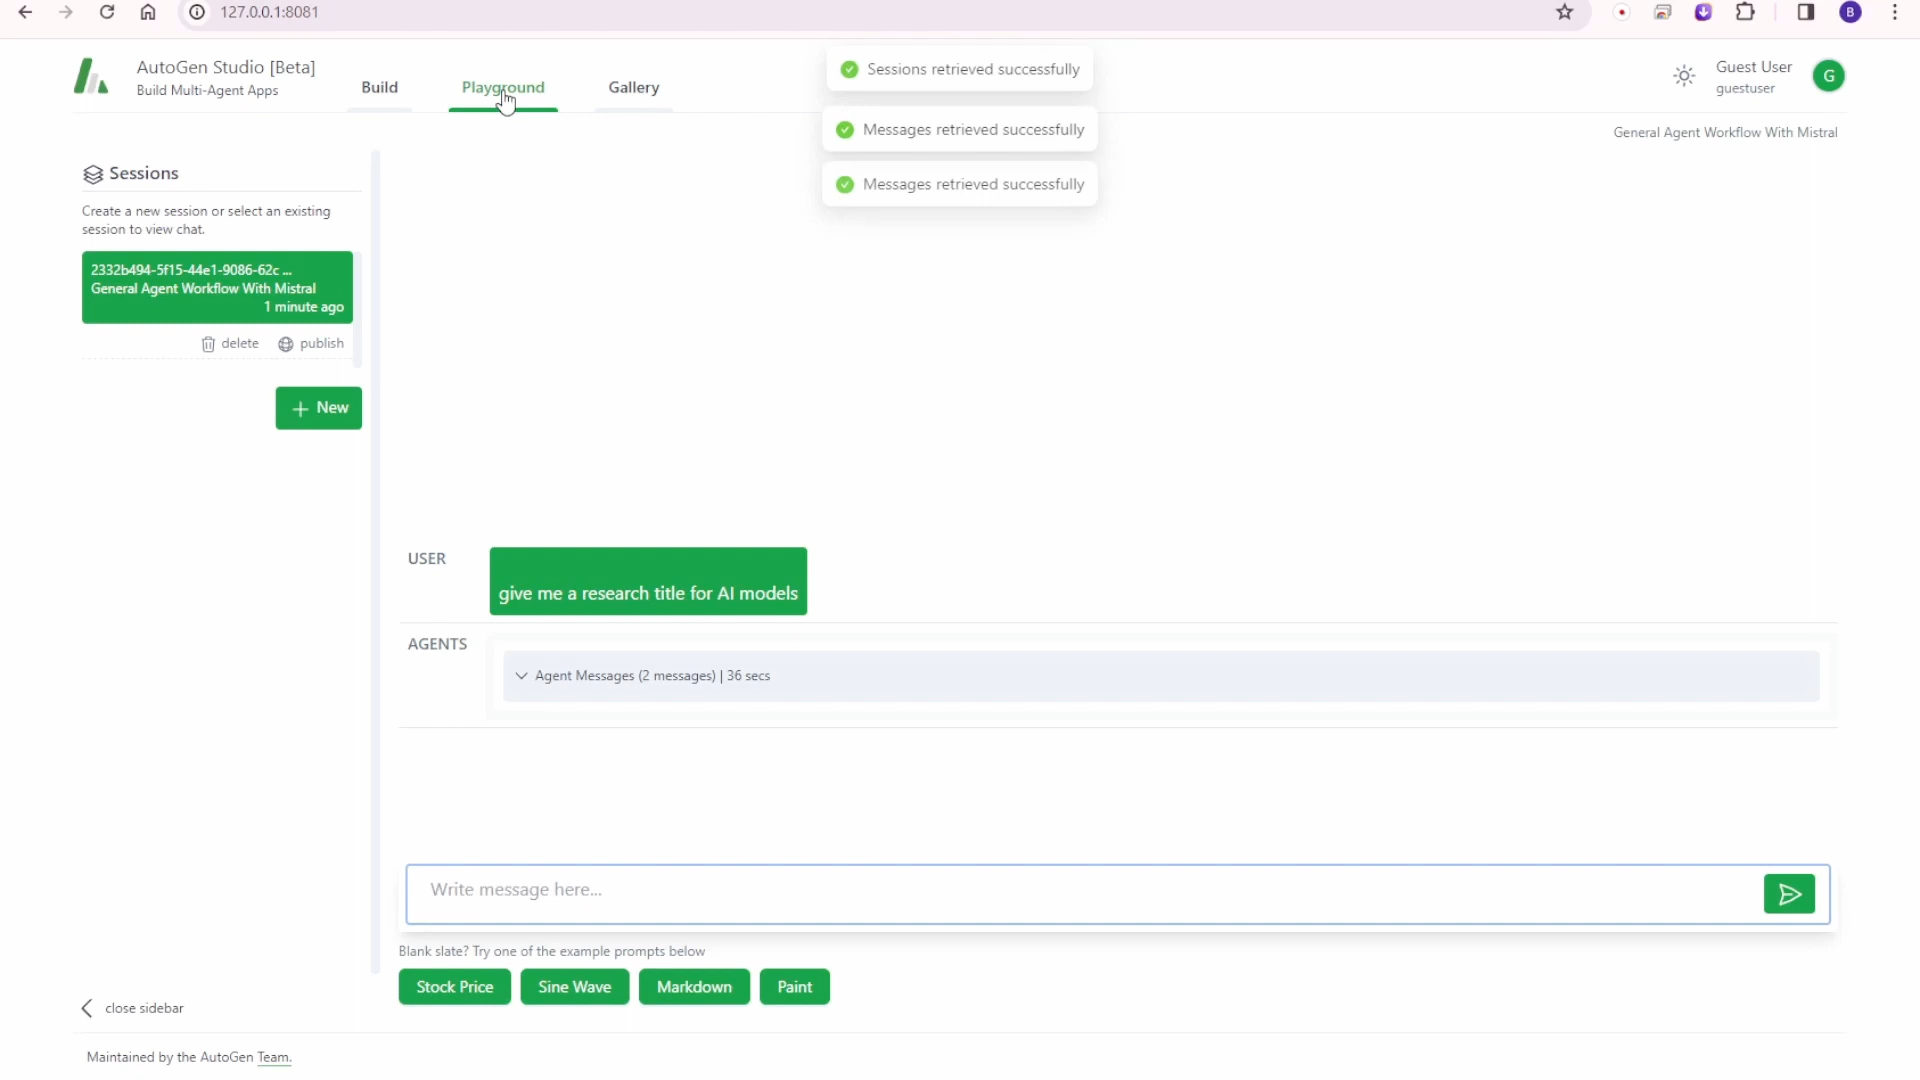 127.0.0.1:8081
B
AutoGen Studio [Beta]
Build Multi-Agent Apps
Build
Playground
Gallery
Sessions retrieved successfully
Messages retrieved successfully
Messages retrieved successfully
Guest User
guestuser
G
General Agent Workflow With Mistral
Sessions
Create a new session or select an existing
session to view chat.
2332b494-5f15-44e1-9086-62c ...
General Agent Workflow With Mistral
1 minute ago
delete
publish
New
USER
give me a research title for AI models
AGENTS
Agent Messages (2 messages) | 36 secs
Write message here...
Blank slate? Try one of the example prompts below
Stock Price
Sine Wave
Markdown
Paint
close sidebar
Maintained by the AutoGen Team.